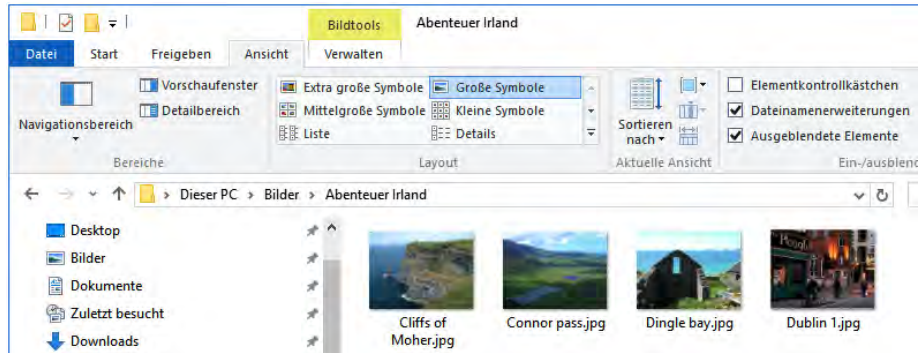 Bildtools Abenteuer Irland
Datei Start Freigeben Ansicht Verwalten
Navigationsbereich
Vorschaufenster
Detailbereich
Bereiche
Extra große Symbole Große Symbole
Mittelgroße Symbole Kleine Symbole
Liste Details
Layout
Sortieren
nach
Aktuelle Ansicht
Elementkontrollkästchen
Dateinamenerweiterungen
Ausgeblendete Elemente
Ein-/ausblend
Dieser PC > Bilder > Abenteuer Irland
Desktop
Bilder
Dokumente
Zuletzt besucht
Downloads
Cliffs of
Moher.jpg
Connor pass.jpg
Dingle bay.jpg
Dublin 1.jpg